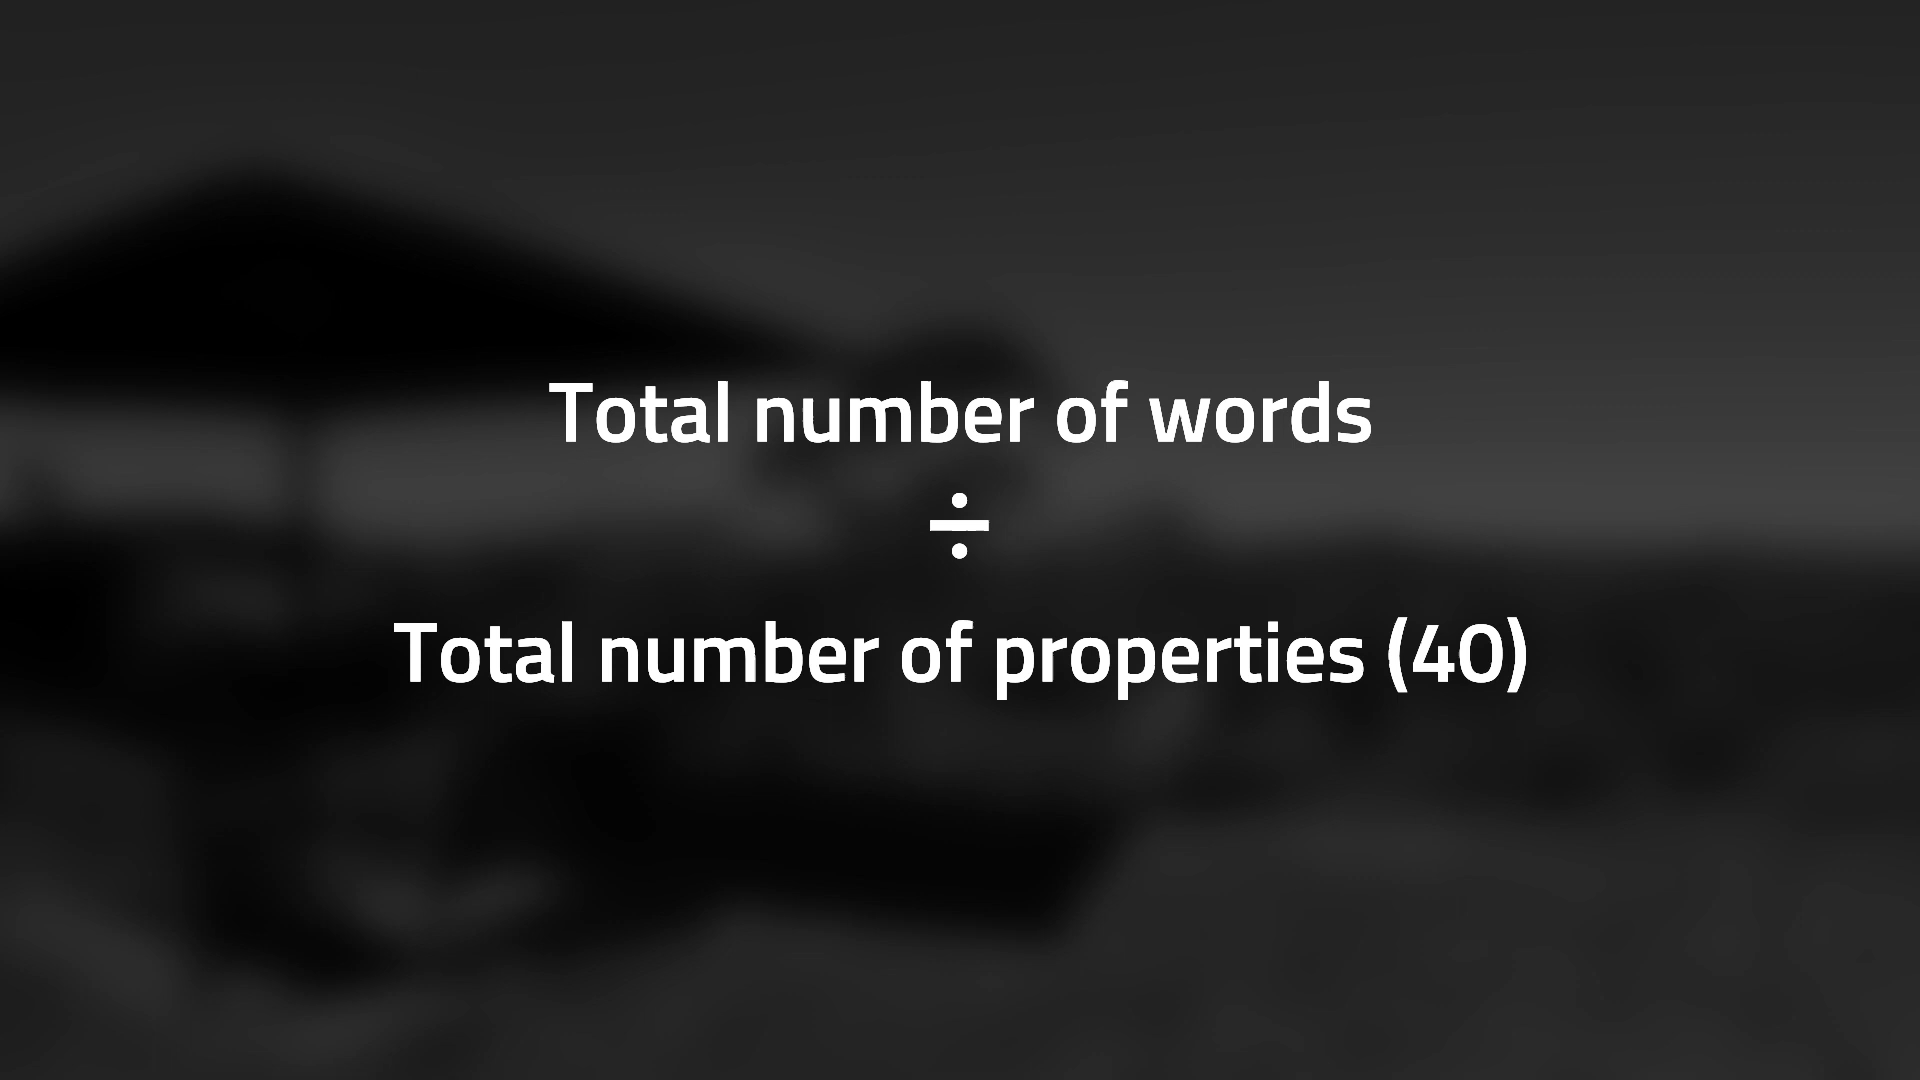 Total number of words
÷
Total number of properties (40)